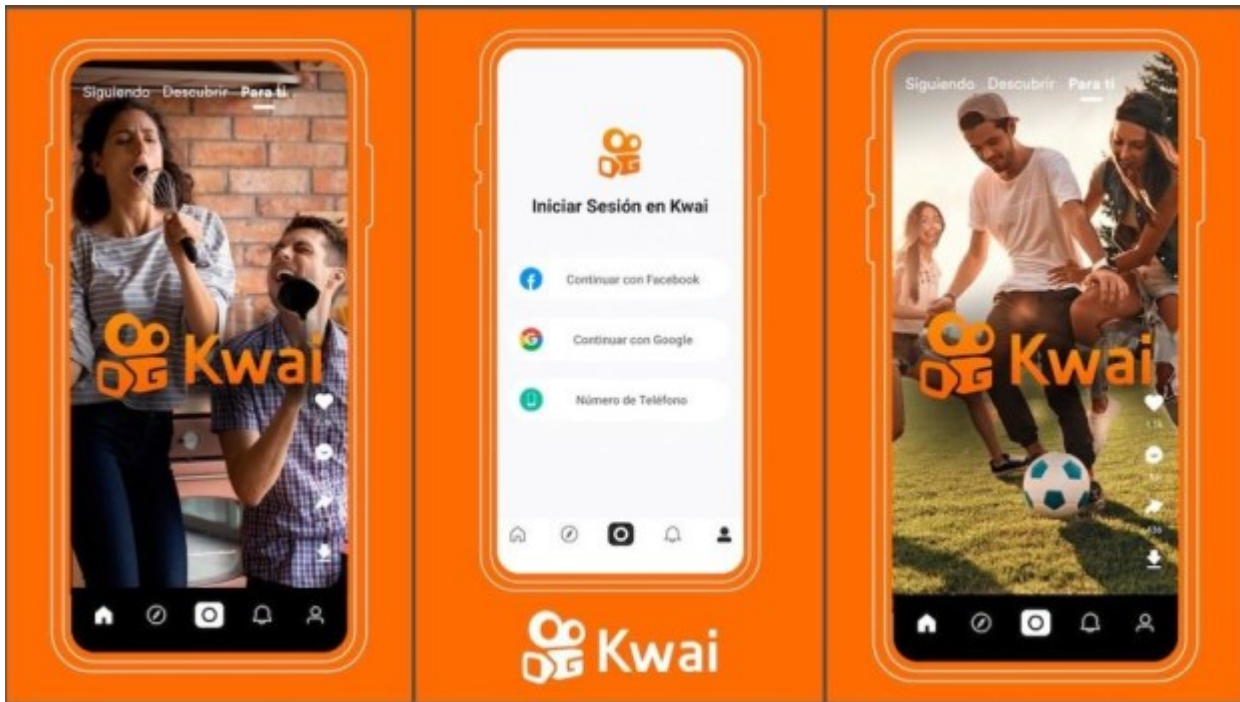 Siguiendo Descubrir Para ti
Kwai
Iniciar Sesión en Kwai
Continuar con Facebook
Continuar con Google
Número de Teléfono
Kwai
Siguiendo Descubrir Para ti
Kwai